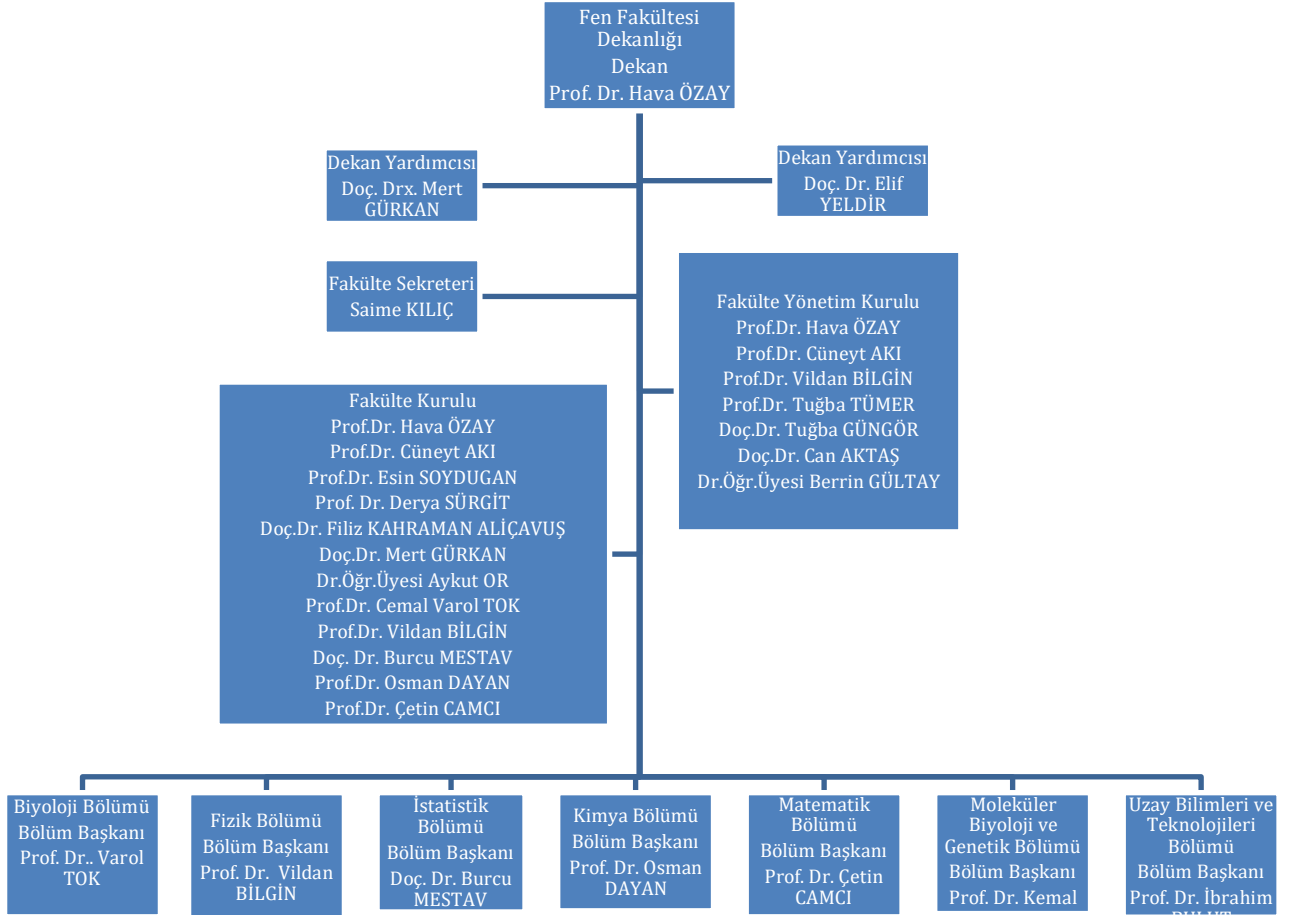 Fen Fakültesi
Dekanlığı
Dekan
Prof. Dr. Hava ÖZAY
Dekan Yardımcısı
Doç. Drx. Mert
GÜRKAN
Dekan Yardımcısı
Doç. Dr. Elif
YELDİR
Fakülte Sekreteri
Saime KILIÇ
Fakülte Yönetim Kurulu
Prof.Dr. Hava ÖZAY
Prof.Dr. Cüneyt AKI
Prof.Dr. Vildan BİLGİN
Prof.Dr. Tuğba TÜMER
Doç.Dr. Tuğba GÜNGÖR
Doç.Dr. Can AKTAŞ
Dr.Öğr.Üyesi Berrin GÜLTAY
Fakülte Kurulu
Prof.Dr. Hava ÖZAY
Prof.Dr. Cüneyt AKI
Prof.Dr. Esin SOYDUGAN
Prof. Dr. Derya SÜRGİT
Doç.Dr. Filiz KAHRAMAN ALİÇAVUŞ
Doç.Dr. Mert GÜRKAN
Dr.Öğr.Üyesi Aykut OR
Prof.Dr. Cemal Varol TOK
Prof.Dr. Vildan BİLGİN
Doç. Dr. Burcu MESTAV
Prof.Dr. Osman DAYAN
Prof.Dr. Çetin CAMCI
Biyoloji Bölümü
Bölüm Başkanı
Prof. Dr.. Varol
TOK
Fizik Bölümü
Bölüm Başkanı
Prof. Dr. Vildan
BİLGİN
İstatistik
Bölümü
Bölüm Başkanı
Doç. Dr. Burcu
MESTAV
Kimya Bölümü
Bölüm Başkanı
Prof. Dr. Osman
DAYAN
Matematik
Bölümü
Bölüm Başkanı
Prof. Dr. Çetin
CAMCI
Moleküler
Biyoloji ve
Genetik Bölümü
Bölüm Başkanı
Prof. Dr. Kemal
Uzay Bilimleri ve
Teknolojileri
Bölümü
Bölüm Başkanı
Prof. Dr. İbrahim